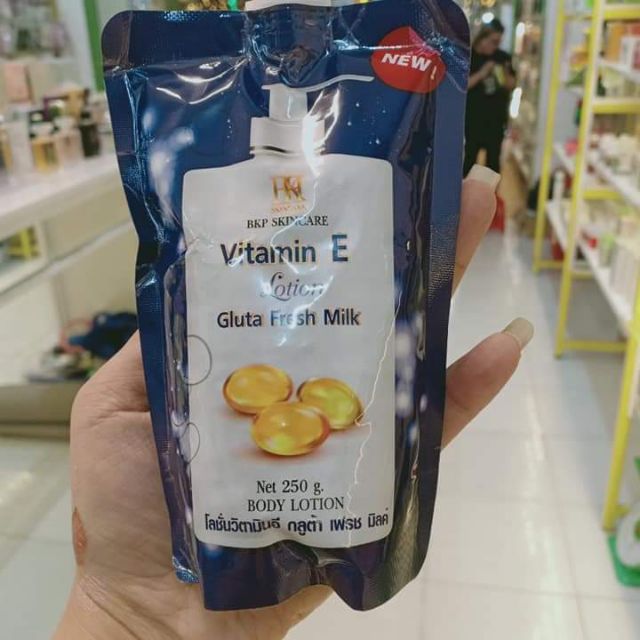 NEW!
BKP SKINCARE
Vitamin E
Lotion
Gluta Fresh Milk
Net 250 g.
BODY LOTION
โลชั่นวิตามินอี กลูต้า เฟรช มิลค์